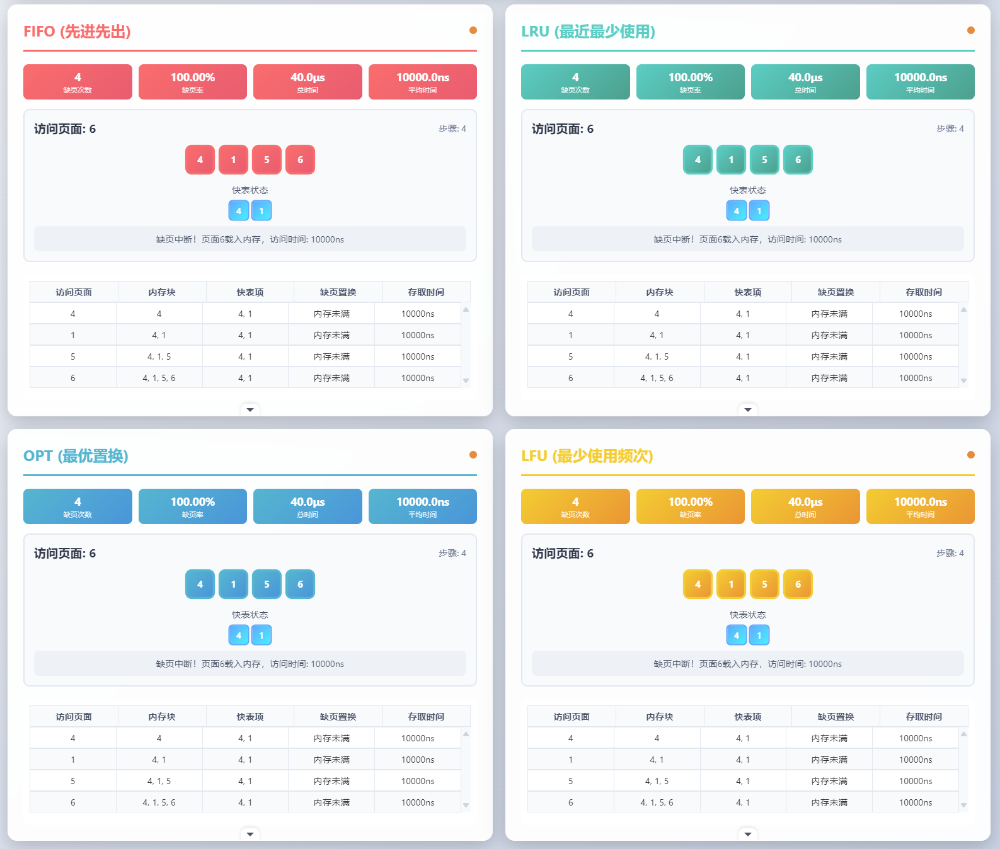 FIFO (先进先出)
4
缺页次数
100.00%
缺页率
40.0μs
总时间
10000.0ns
平均时间
访问页面: 6
步骤: 4
4 1 5 6
快表状态
4 1
缺页中断！页面6载入内存，访问时间: 10000ns
访问页面 内存块 快表项 缺页置换 存取时间
4 4 4, 1 内存未满 10000ns
1 4, 1 4, 1 内存未满 10000ns
5 4, 1, 5 4, 1 内存未满 10000ns
6 4, 1, 5, 6 4, 1 内存未满 10000ns
LRU (最近最少使用)
4
缺页次数
100.00%
缺页率
40.0μs
总时间
10000.0ns
平均时间
访问页面: 6
步骤: 4
4 1 5 6
快表状态
4 1
缺页中断！页面6载入内存，访问时间: 10000ns
访问页面 内存块 快表项 缺页置换 存取时间
4 4 4, 1 内存未满 10000ns
1 4, 1 4, 1 内存未满 10000ns
5 4, 1, 5 4, 1 内存未满 10000ns
6 4, 1, 5, 6 4, 1 内存未满 10000ns
OPT (最优置换)
4
缺页次数
100.00%
缺页率
40.0μs
总时间
10000.0ns
平均时间
访问页面: 6
步骤: 4
4 1 5 6
快表状态
4 1
缺页中断！页面6载入内存，访问时间: 10000ns
访问页面 内存块 快表项 缺页置换 存取时间
4 4 4, 1 内存未满 10000ns
1 4, 1 4, 1 内存未满 10000ns
5 4, 1, 5 4, 1 内存未满 10000ns
6 4, 1, 5, 6 4, 1 内存未满 10000ns
LFU (最少使用频次)
4
缺页次数
100.00%
缺页率
40.0μs
总时间
10000.0ns
平均时间
访问页面: 6
步骤: 4
4 1 5 6
快表状态
4 1
缺页中断！页面6载入内存，访问时间: 10000ns
访问页面 内存块 快表项 缺页置换 存取时间
4 4 4, 1 内存未满 10000ns
1 4, 1 4, 1 内存未满 10000ns
5 4, 1, 5 4, 1 内存未满 10000ns
6 4, 1, 5, 6 4, 1 内存未满 10000ns